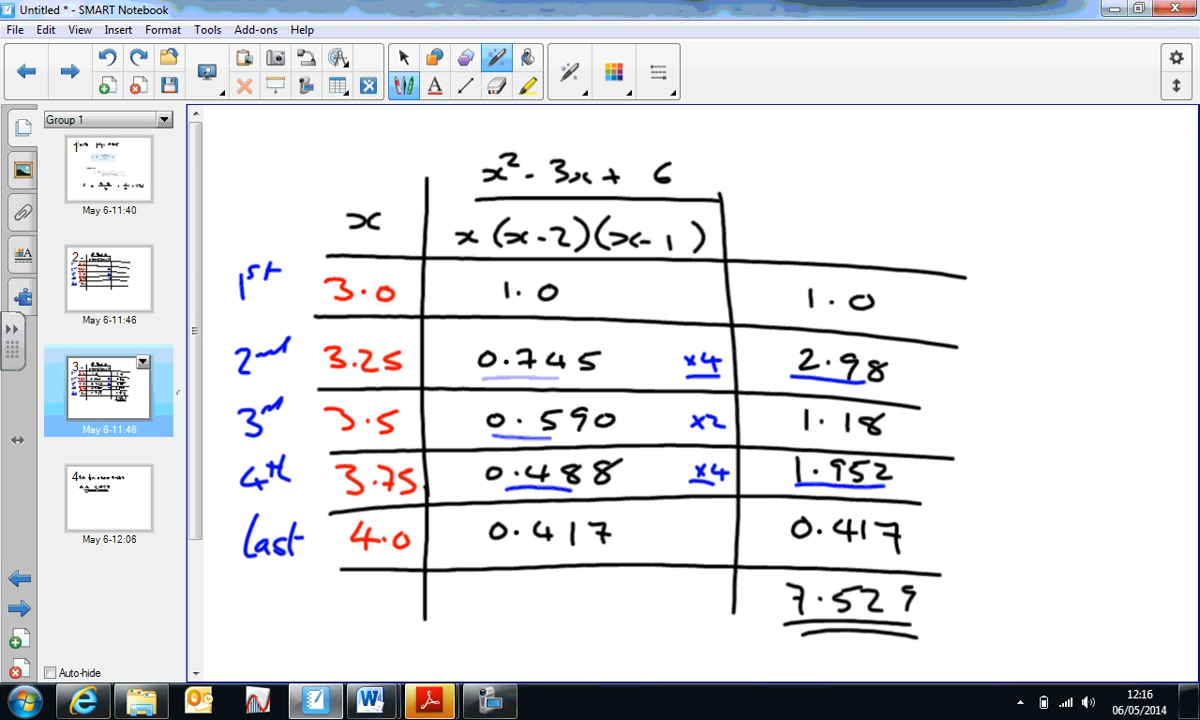 Untitled * - SMART Notebook
File Edit View Insert Format Tools Add-ons Help
Group 1
May 6-11:40
May 6-11:46
May 6-11:46
May 6-12:06
Auto-hide
x² - 3x + 6
x x (x-2)(x-1)
1st 3.0 1.0 1.0
2nd 3.25 0.745 x4 2.98
3rd 3.5 0.590 x2 1.18
4th 3.75 0.488 x4 1.952
Last 4.0 0.417 0.417
7.529
12:16
06/05/2014